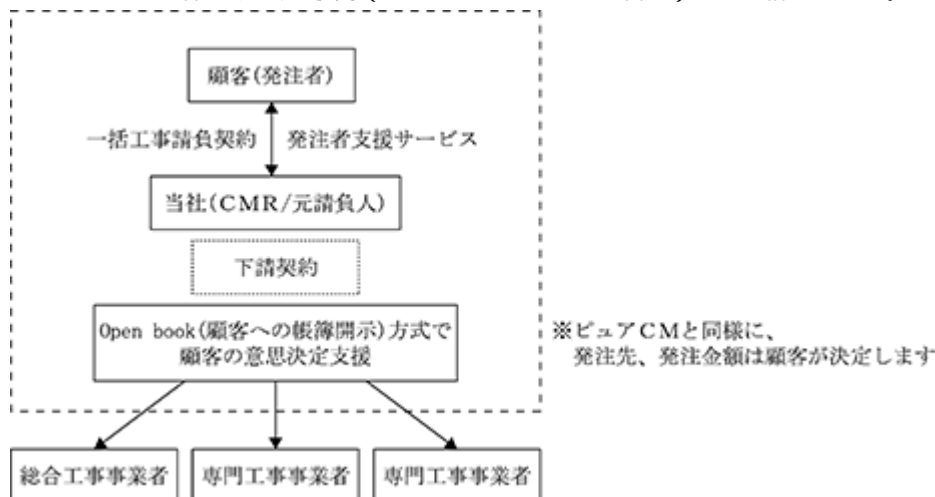 顧客(発注者)
一括工事請負契約 発注者支援サービス
当社(CMR/元請負人)
下請契約
Open book(顧客への帳簿開示)方式で
顧客の意思決定支援
※ピュアCMと同様に、
発注先、発注金額は顧客が決定します
総合工事事業者 専門工事事業者 専門工事事業者